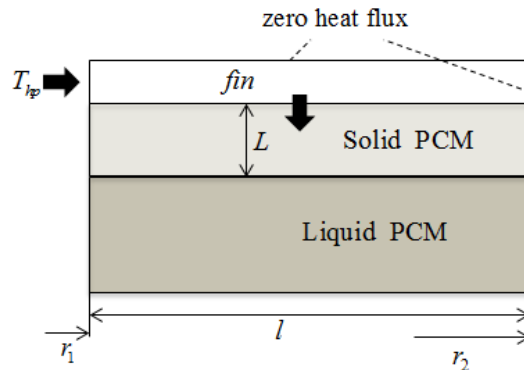 zero heat flux
T_hp
fin
L
Solid PCM
Liquid PCM
l
r_1
r_2